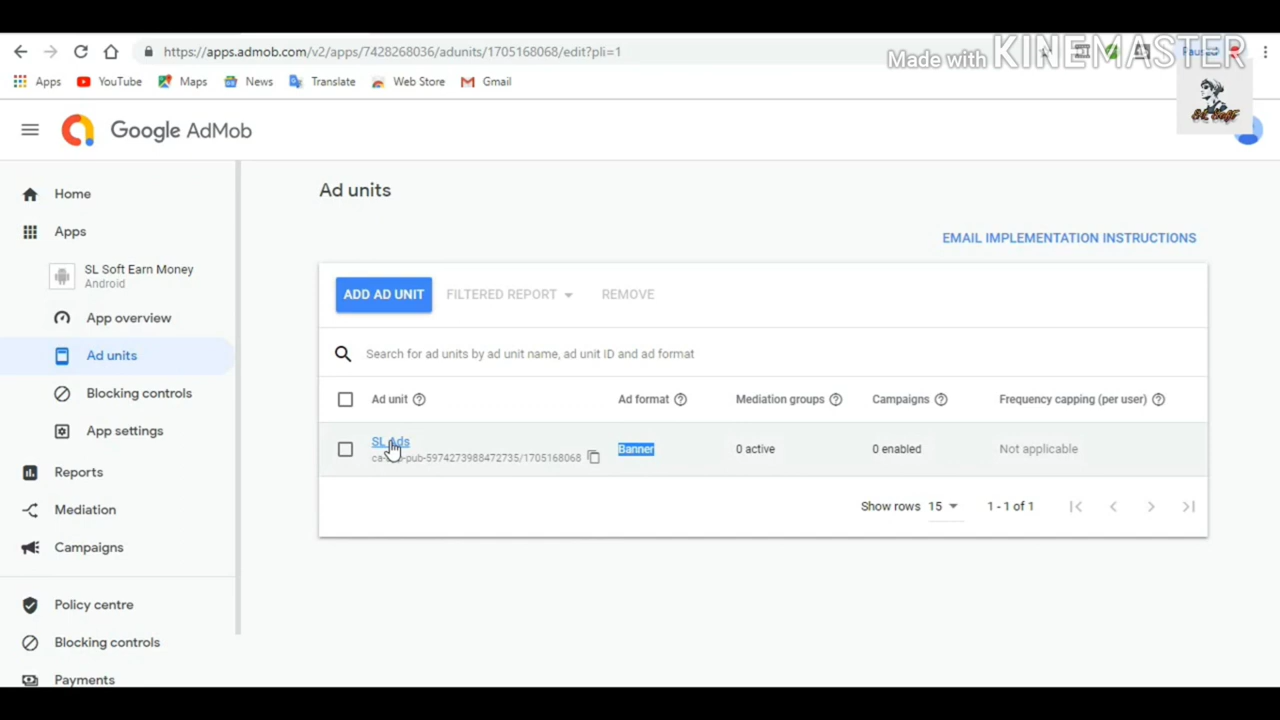 https://apps.admob.com/v2/apps/7428268036/adunits/1705168068/edit?pli=1
Made with KINEMASTER
Paused
Apps YouTube Maps News Translate Web Store Gmail
Google AdMob
SL Soft
Home
Apps
SL Soft Earn Money
Android
App overview
Ad units
Blocking controls
App settings
Reports
Mediation
Campaigns
Policy centre
Blocking controls
Payments
Ad units
EMAIL IMPLEMENTATION INSTRUCTIONS
ADD AD UNIT FILTERED REPORT REMOVE
Search for ad units by ad unit name, ad unit ID and ad format
Ad unit Ad format Mediation groups Campaigns Frequency capping (per user)
SL Ads Banner 0 active 0 enabled Not applicable
ca-app-pub-5974273988472735/1705168068
Show rows 15 1 - 1 of 1